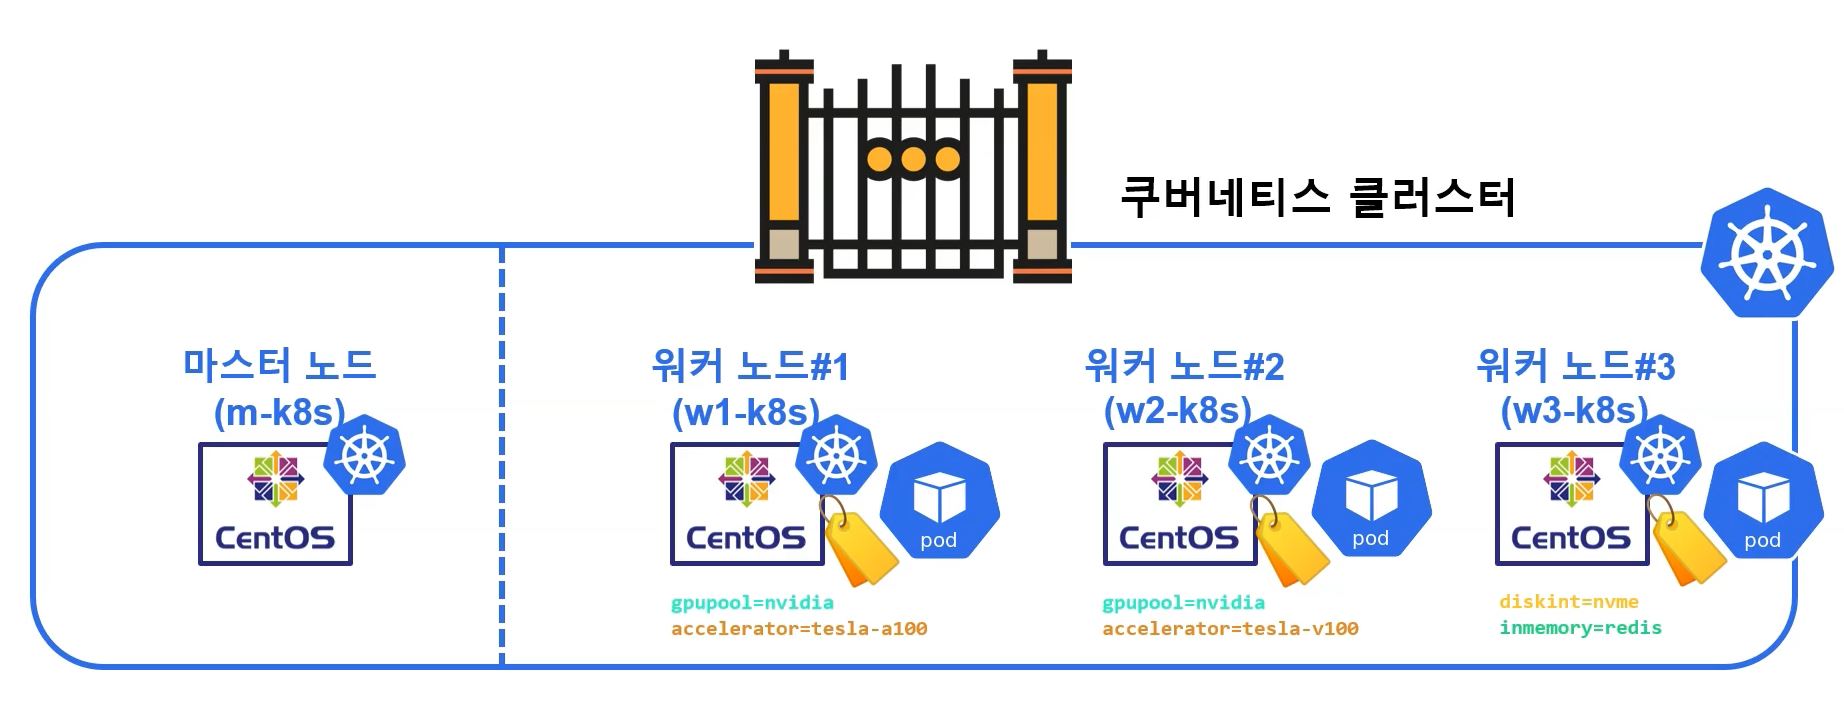 쿠버네티스 클러스터
마스터 노드
(m-k8s)
CentOS
워커 노드#1
(w1-k8s)
CentOS
pod
gpupool=nvidia
accelerator=tesla-a100
워커 노드#2
(w2-k8s)
CentOS
pod
gpupool=nvidia
accelerator=tesla-v100
워커 노드#3
(w3-k8s)
CentOS
pod
diskint=nvme
inmemory=redis